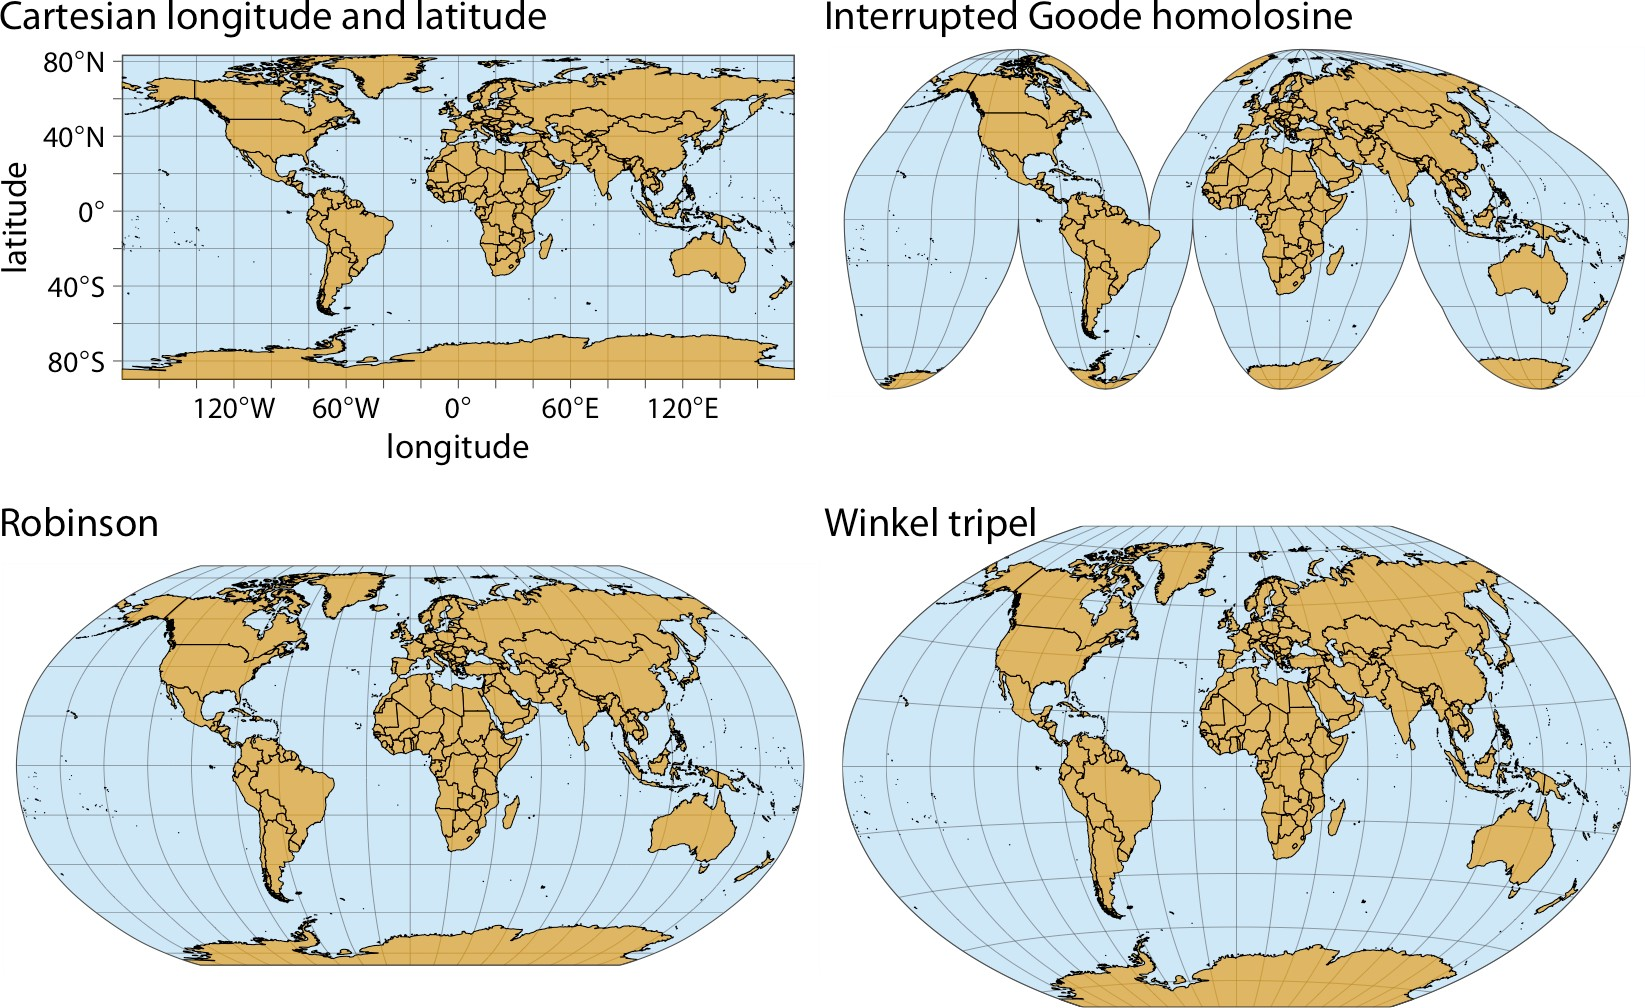 Cartesian longitude and latitude
Interrupted Goode homolosine
80°N
40°N
0°
40°S
80°S
latitude
120°W 60°W 0° 60°E 120°E
longitude
Robinson
Winkel tripel